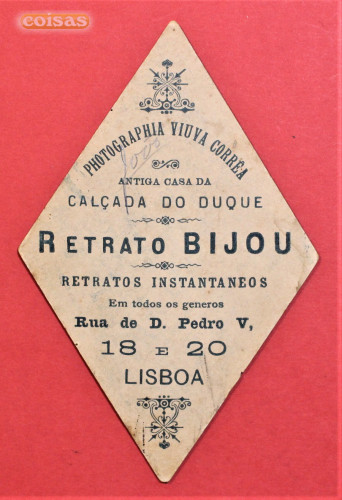 coisas
PHOTOGRAPHIA VIUVA CORRÊA
ANTIGA CASA DA
CALÇADA DO DUQUE
RETRATO BIJOU
RETRATOS INSTANTANEOS
Em todos os generos
Rua de D. Pedro V,
18 E 20
LISBOA